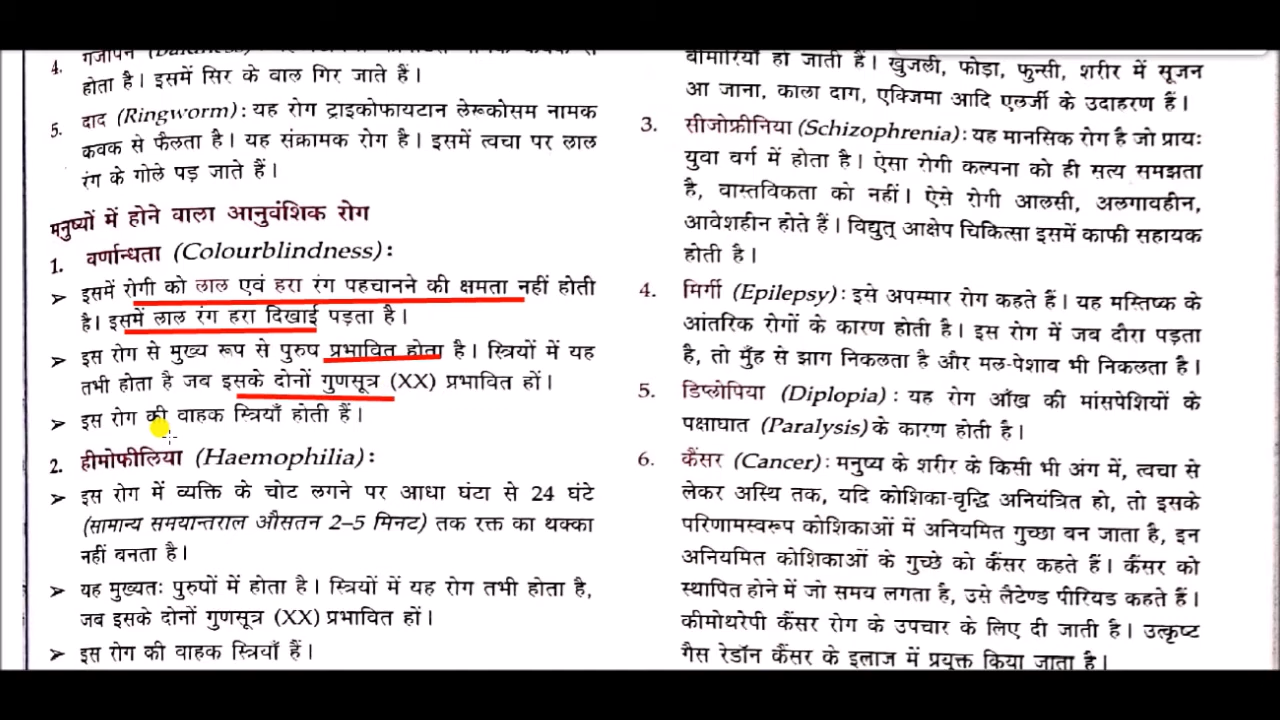 4.
होता है। इसमें सिर के बाल गिर जाते हैं।
5. दाद (Ringworm): यह रोग ट्राइकोफायटान लेरूकोसम नामक
कवक से फैलता है। यह संक्रामक रोग है। इसमें त्वचा पर लाल
रंग के गोले पड़ जाते हैं।
मनुष्यों में होने वाला आनुवंशिक रोग
1. वर्णान्धता (Colourblindness):
➢ इसमें रोगी को लाल एवं हरा रंग पहचानने की क्षमता नहीं होती
है। इसमें लाल रंग हरा दिखाई पड़ता है।
➢ इस रोग से मुख्य रूप से पुरुष प्रभावित होता है। स्त्रियों में यह
तभी होता है जब इसके दोनों गुणसूत्र (XX) प्रभावित हों।
➢ इस रोग की वाहक स्त्रियाँ होती हैं।
2. हीमोफीलिया (Haemophilia):
➢ इस रोग में व्यक्ति के चोट लगने पर आधा घंटा से 24 घंटे
(सामान्य समयान्तराल औसतन 2–5 मिनट) तक रक्त का थक्का
नहीं बनता है।
➢ यह मुख्यतः पुरुषों में होता है। स्त्रियों में यह रोग तभी होता है,
जब इसके दोनों गुणसूत्र (XX) प्रभावित हों।
➢ इस रोग की वाहक स्त्रियाँ हैं।
बीमारियाँ हो जाती हैं। खुजली, फोड़ा, फुन्सी, शरीर में सूजन
आ जाना, काला दाग, एक्जिमा आदि एलर्जी के उदाहरण हैं।
3. सीजोफ्रीनिया (Schizophrenia): यह मानसिक रोग है जो प्रायः
युवा वर्ग में होता है। ऐसा रोगी कल्पना को ही सत्य समझता
है, वास्तविकता को नहीं। ऐसे रोगी आलसी, अलगावहीन,
आवेशहीन होते हैं। विद्युत् आक्षेप चिकित्सा इसमें काफी सहायक
होती है।
4. मिर्गी (Epilepsy): इसे अपस्मार रोग कहते हैं। यह मस्तिष्क के
आंतरिक रोगों के कारण होती है। इस रोग में जब दौरा पड़ता
है, तो मुँह से झाग निकलता है और मल-पेशाब भी निकलता है।
5. डिप्लोपिया (Diplopia): यह रोग आँख की मांसपेशियों के
पक्षाघात (Paralysis) के कारण होती है।
6. कैंसर (Cancer): मनुष्य के शरीर के किसी भी अंग में, त्वचा से
लेकर अस्थि तक, यदि कोशिका-वृद्धि अनियंत्रित हो, तो इसके
परिणामस्वरूप कोशिकाओं में अनियमित गुच्छा बन जाता है, इन
अनियमित कोशिकाओं के गुच्छे को कैंसर कहते हैं। कैंसर को
स्थापित होने में जो समय लगता है, उसे लैटेण्ड पीरियड कहते हैं।
कीमोथरेपी कैंसर रोग के उपचार के लिए दी जाती है। उत्कृष्ट
गैस रेडॉन कैंसर के इलाज में प्रयुक्त किया जाता है।